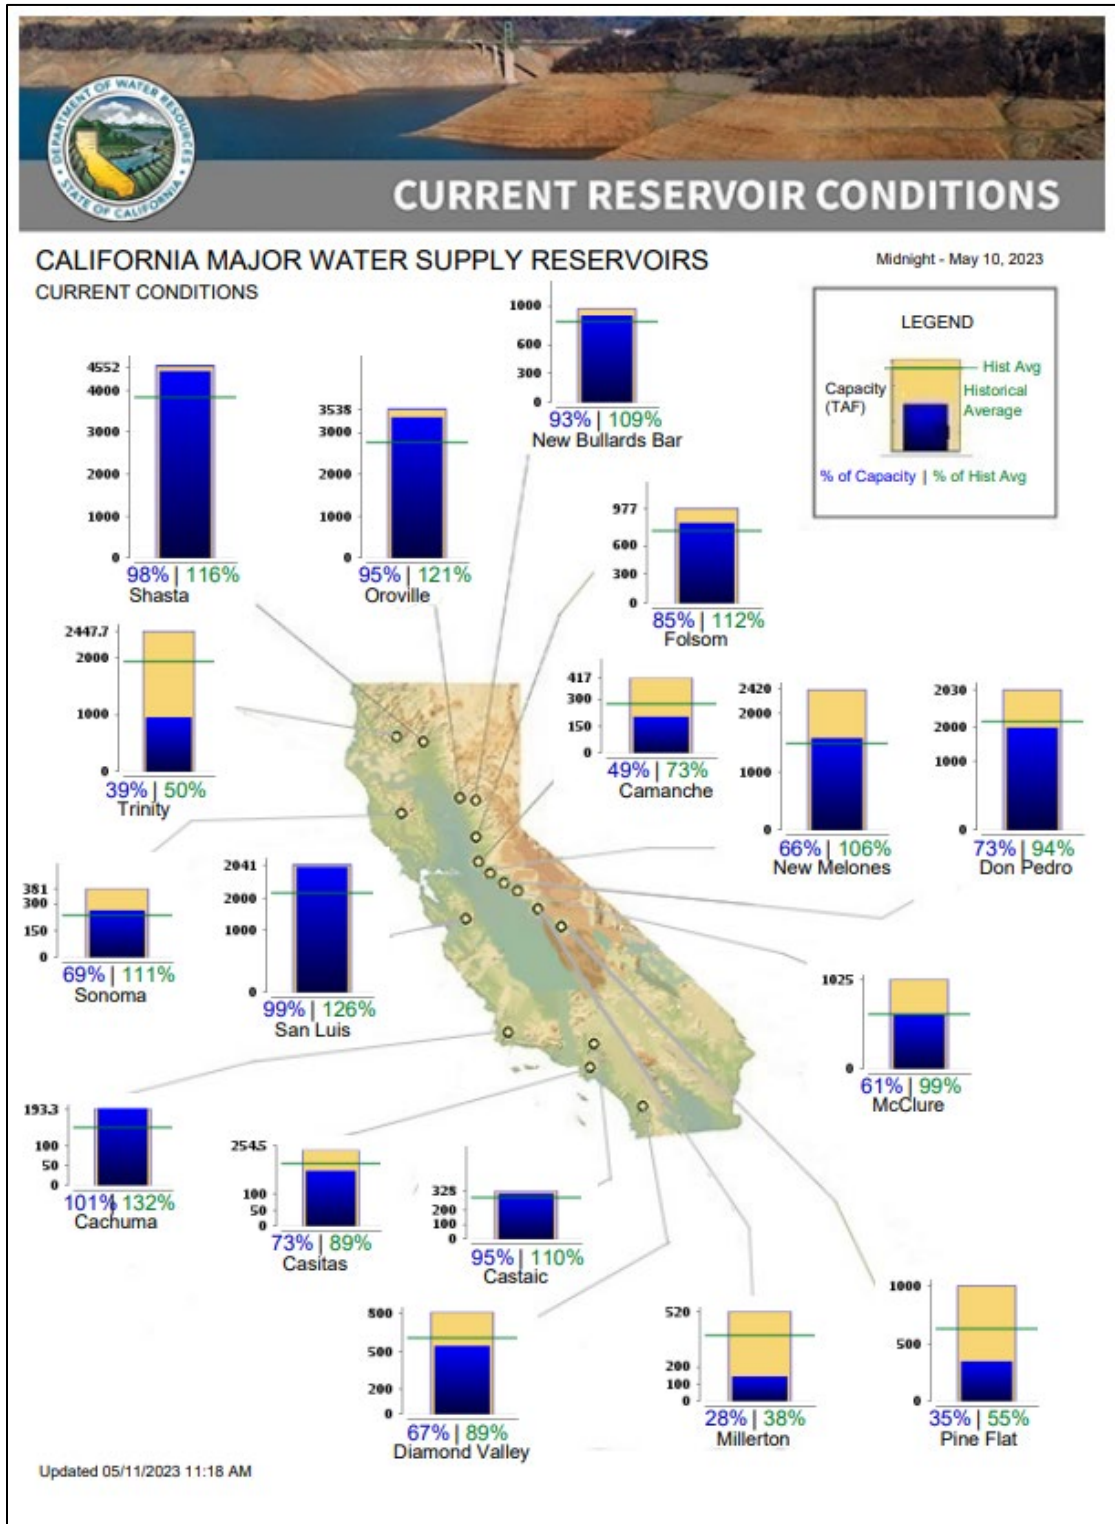 DEPARTMENT OF WATER RESOURCES
STATE OF CALIFORNIA
CURRENT RESERVOIR CONDITIONS
CALIFORNIA MAJOR WATER SUPPLY RESERVOIRS
CURRENT CONDITIONS
Midnight - May 10, 2023
LEGEND
Hist Avg
Capacity
(TAF)
Historical
Average
% of Capacity | % of Hist Avg
1000
600
300
0
93% | 109%
New Bullards Bar
4552
4000
3000
2000
1000
0
98% | 116%
Shasta
3538
3000
2000
1000
0
95% | 121%
Oroville
977
600
300
0
85% | 112%
Folsom
2447.7
2000
1000
0
39% | 50%
Trinity
417
300
150
0
49% | 73%
Camanche
2420
2000
1000
0
66% | 106%
New Melones
2030
2000
1000
0
73% | 94%
Don Pedro
381
300
150
0
69% | 111%
Sonoma
2041
2000
1000
0
99% | 126%
San Luis
1025
0
61% | 99%
McClure
193.3
100
50
0
101% | 132%
Cachuma
254.5
100
50
0
73% | 89%
Casitas
328
200
100
0
95% | 110%
Castaic
800
500
200
0
67% | 89%
Diamond Valley
520
200
100
0
28% | 38%
Millerton
1000
500
0
35% | 55%
Pine Flat
Updated 05/11/2023 11:18 AM